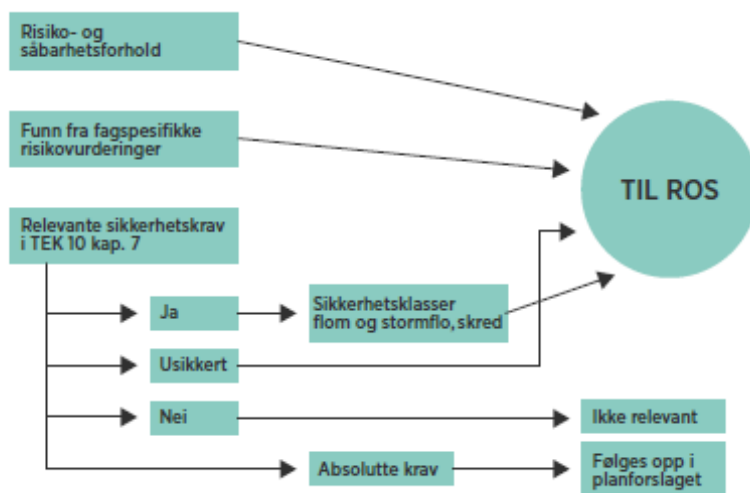 Risiko- og
såbarhetsforhold
Funn fra fagspesifikke
risikovurderinger
TIL ROS
Relevante sikkerhetskrav
i TEK 10 kap. 7
Ja
Sikkerhetsklasser
flom og stormflo, skred
Usikkert
Nei
Ikke relevant
Absolutte krav
Følges opp i
planforslaget